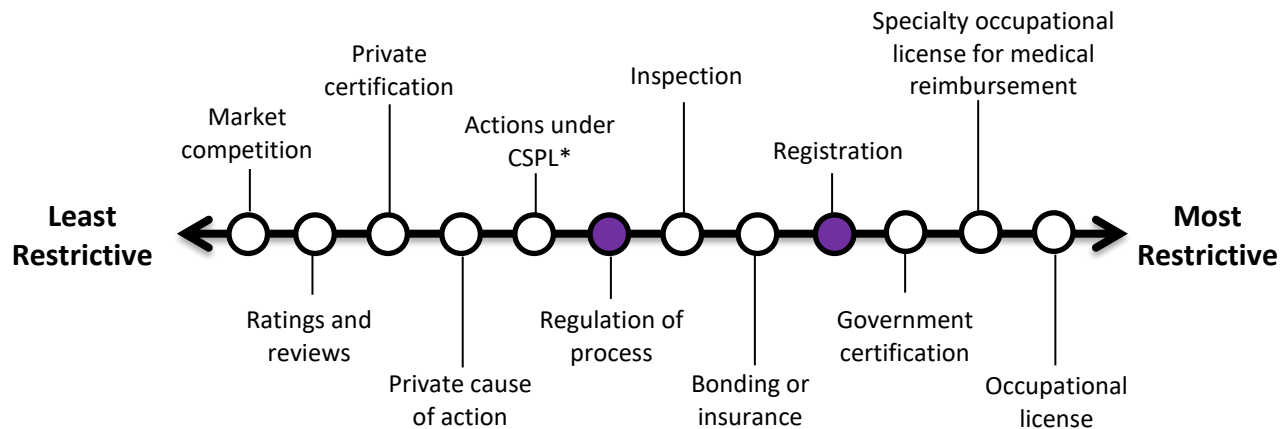 Specialty occupational
license for medical
reimbursement
Private
certification
Inspection
Market
competition
Actions under
CSPL*
Registration
Least
Restrictive
Most
Restrictive
Ratings and
reviews
Regulation of
process
Government
certification
Private cause
of action
Bonding or
insurance
Occupational
license